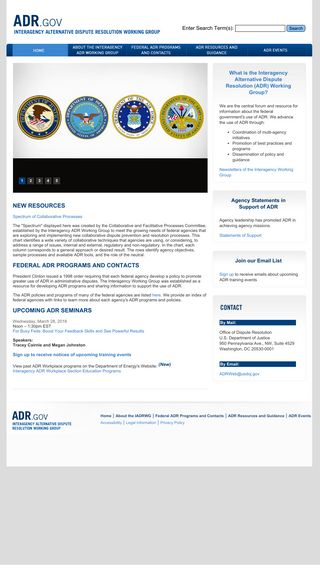 ADR.GOV
INTERAGENCY ALTERNATIVE DISPUTE RESOLUTION WORKING GROUP
Enter Search Term(s):
Search
HOME
ABOUT THE INTERAGENCY
ADR WORKING GROUP
FEDERAL ADR PROGRAMS
AND CONTACTS
ADR RESOURCES AND
GUIDANCE
ADR EVENTS
1 2 3 4 5
What is the Interagency
Alternative Dispute
Resolution (ADR) Working
Group?
We are the central forum and resource for
information about the federal
government's use of ADR. We advance
the use of ADR through:
• Coordination of multi-agency
initiatives
• Promotion of best practices and
programs
• Dissemination of policy and
guidance
Newsletters of the Interagency Working
Group
NEW RESOURCES
Spectrum of Collaborative Processes
The "Spectrum" displayed here was created by the Collaborative and Facilitative Processes Committee,
established by the Interagency ADR Working Group to meet the growing needs of federal agencies that
are exploring and implementing new collaborative dispute prevention and resolution processes. This
chart identifies a wide variety of collaborative techniques that agencies are using, or considering, to
address a range of issues, internal and external, regulatory and non-regulatory. In the chart, each
column corresponds to a general approach or desired result. The rows identify agency objectives,
sample processes and available ADR tools, and the role of the neutral
FEDERAL ADR PROGRAMS AND CONTACTS
President Clinton issued a 1998 order requiring that each federal agency develop a policy to promote
greater use of ADR in administrative disputes. The Interagency Working Group was established as a
resource for developing ADR programs and sharing information to support the use of ADR.
The ADR policies and programs of many of the federal agencies are listed here. We provide an index of
federal agencies with links to learn more about each agency's ADR programs and policies.
UPCOMING ADR SEMINARS
Wednesday, March 28, 2018
Noon – 1:30pm EST
For Busy Feds: Boost Your Feedback Skills and See Powerful Results
Speakers:
Tracey Cairnie and Megan Johnston
Sign up to receive notices of upcoming training events
View past ADR Workplace programs on the Department of Energy's Website: (New)
Interagency ADR Workplace Section Education Programs
Agency Statements in
Support of ADR
Agency leadership has promoted ADR in
achieving agency missions.
Statements of Support
Join our Email List
Sign up to receive emails about upcoming
ADR training events
CONTACT
By Mail:
Office of Dispute Resolution
U.S. Department of Justice
950 Pennsylvania Ave., NW, Suite 4529
Washington, DC 20530-0001
By Email:
ADRWeb@usdoj.gov
ADR.GOV
INTERAGENCY ALTERNATIVE DISPUTE
RESOLUTION WORKING GROUP
Home | About the IADRWG | Federal ADR Programs and Contacts | ADR Resources and Guidance | ADR Events
Accessibility | Legal Information | Privacy Policy